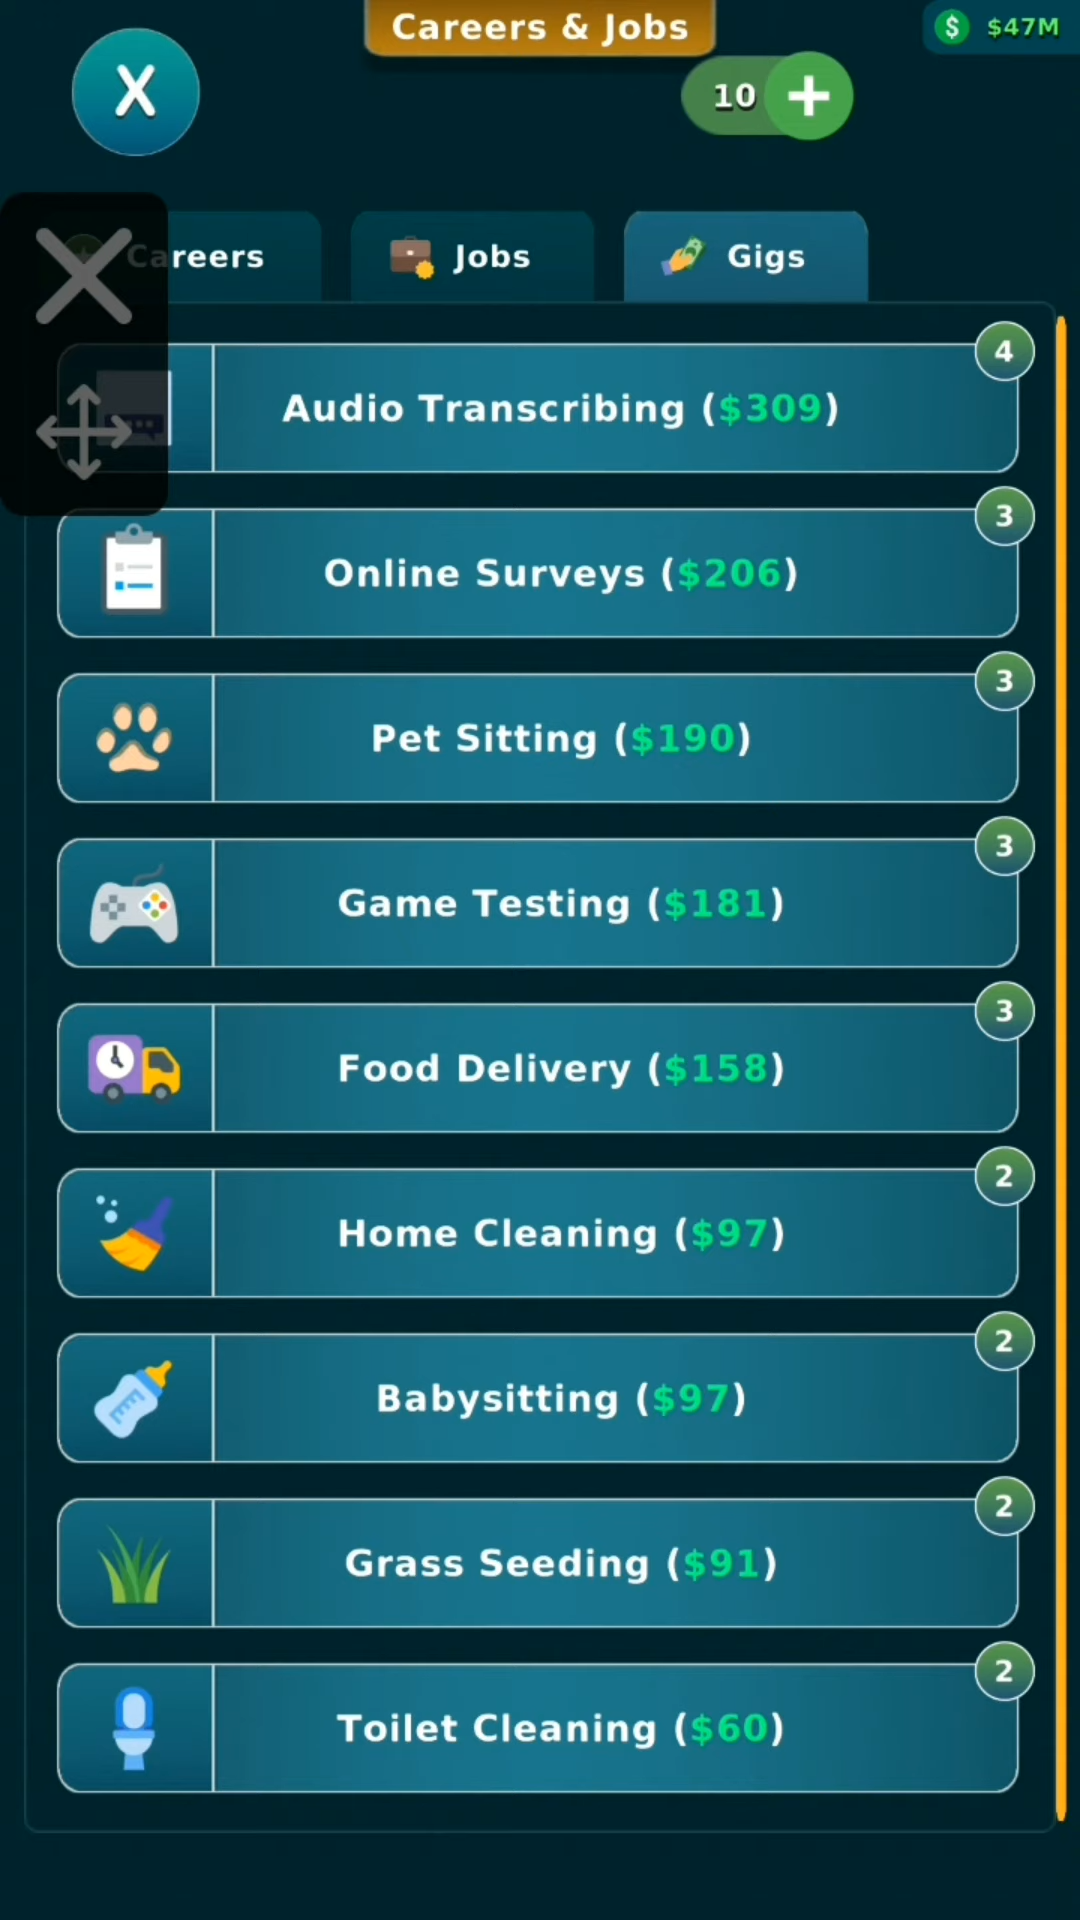 Careers & Jobs
$47M
X
10 +
Careers
Jobs
Gigs
4
Audio Transcribing ($309)
3
Online Surveys ($206)
3
Pet Sitting ($190)
3
Game Testing ($181)
3
Food Delivery ($158)
2
Home Cleaning ($97)
2
Babysitting ($97)
2
Grass Seeding ($91)
2
Toilet Cleaning ($60)